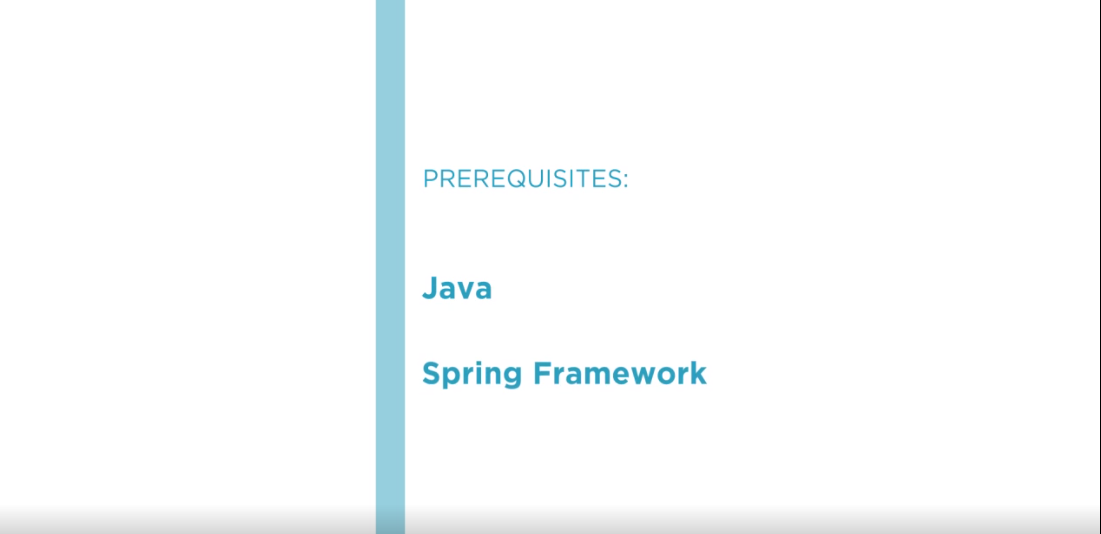 PREREQUISITES:
Java
Spring Framework